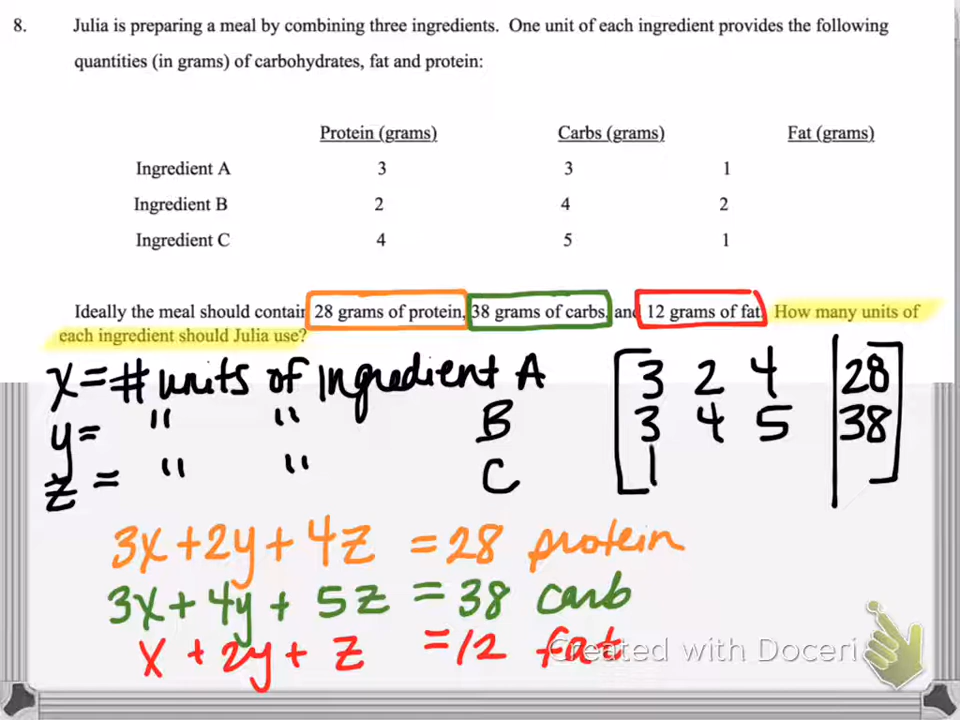 8. Julia is preparing a meal by combining three ingredients. One unit of each ingredient provides the following
quantities (in grams) of carbohydrates, fat and protein:
Protein (grams) Carbs (grams) Fat (grams)
Ingredient A 3 3 1
Ingredient B 2 4 2
Ingredient C 4 5 1
Ideally the meal should contain 28 grams of protein, 38 grams of carbs, and 12 grams of fat. How many units of
each ingredient should Julia use?
x = # units of Ingredient A
y = " " B
z = " " C
3 2 4 | 28
3 4 5 | 38
1
3x + 2y + 4z = 28 protein
3x + 4y + 5z = 38 carb
x + 2y + z = 12 fat
Created with Doceri